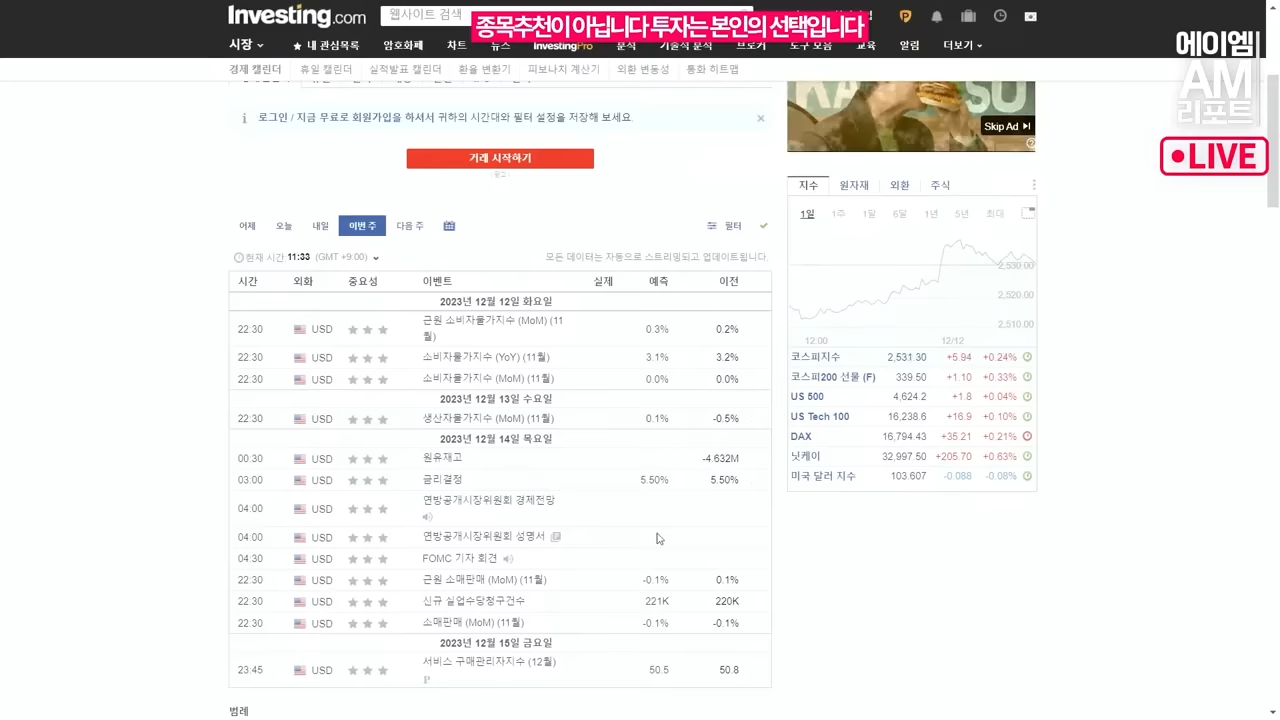 Investing.com
웹사이트 검색
종목추천이 아닙니다 투자는 본인의 선택입니다
시장 내 관심목록 암호화폐 차트 뉴스 InvestingPro 분석 기술적 분석 브로커 도구 모음 교육 알림 더보기
에이엠
AM
리포트
LIVE
경제 캘린더 휴일 캘린더 실적발표 캘린더 환율 변환기 피보나치 계산기 외환 변동성 통화 히트맵
로그인 / 지금 무료로 회원가입을 하셔서 귀하의 시간대와 필터 설정을 저장해 보세요.
Skip Ad
거래 시작하기
- 광고 -
어제 오늘 내일 이번 주 다음 주 필터
현재 시간 11:33 (GMT +9:00) 모든 데이터는 자동으로 스트리밍되고 업데이트됩니다.
시간 외화 중요성 이벤트 실제 예측 이전
2023년 12월 12일 화요일
22:30 USD 근원 소비자물가지수 (MoM) (11월) 0.3% 0.2%
22:30 USD 소비자물가지수 (YoY) (11월) 3.1% 3.2%
22:30 USD 소비자물가지수 (MoM) (11월) 0.0% 0.0%
2023년 12월 13일 수요일
22:30 USD 생산자물가지수 (MoM) (11월) 0.1% -0.5%
2023년 12월 14일 목요일
00:30 USD 원유재고 -4.632M
03:00 USD 금리결정 5.50% 5.50%
04:00 USD 연방공개시장위원회 경제전망
04:00 USD 연방공개시장위원회 성명서
04:30 USD FOMC 기자 회견
22:30 USD 근원 소매판매 (MoM) (11월) -0.1% 0.1%
22:30 USD 신규 실업수당청구건수 221K 220K
22:30 USD 소매판매 (MoM) (11월) -0.1% -0.1%
2023년 12월 15일 금요일
23:45 USD 서비스 구매관리자지수 (12월) P 50.5 50.8
범례
지수 원자재 외환 주식
1일 1주 1월 6월 1년 5년 최대
2,530.00
2,520.00
2,510.00
12:00 12/12
코스피지수 2,531.30 +5.94 +0.24%
코스피200 선물 (F) 339.50 +1.10 +0.33%
US 500 4,624.2 +1.8 +0.04%
US Tech 100 16,238.6 +16.9 +0.10%
DAX 16,794.43 +35.21 +0.21%
닛케이 32,997.50 +205.70 +0.63%
미국 달러 지수 103.607 -0.088 -0.08%